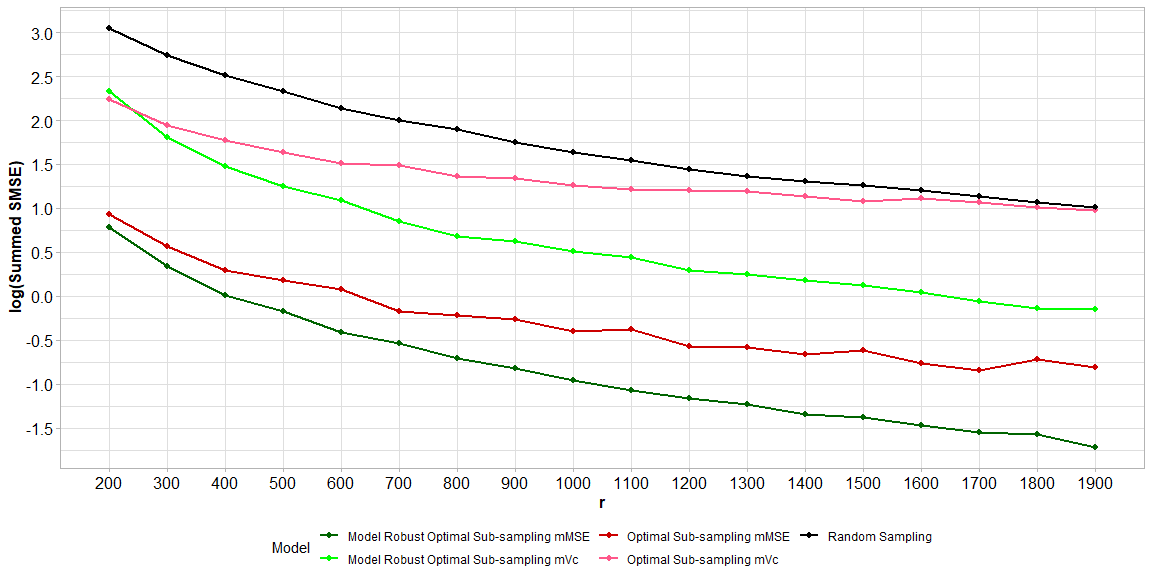 3.0
2.5
2.0
1.5
1.0
0.5
0.0
-0.5
-1.0
-1.5
log(Summed SMSE)
200 300 400 500 600 700 800 900 1000 1100 1200 1300 1400 1500 1600 1700 1800 1900
r
Model
Model Robust Optimal Sub-sampling mMSE Optimal Sub-sampling mMSE Random Sampling
Model Robust Optimal Sub-sampling mVc Optimal Sub-sampling mVc